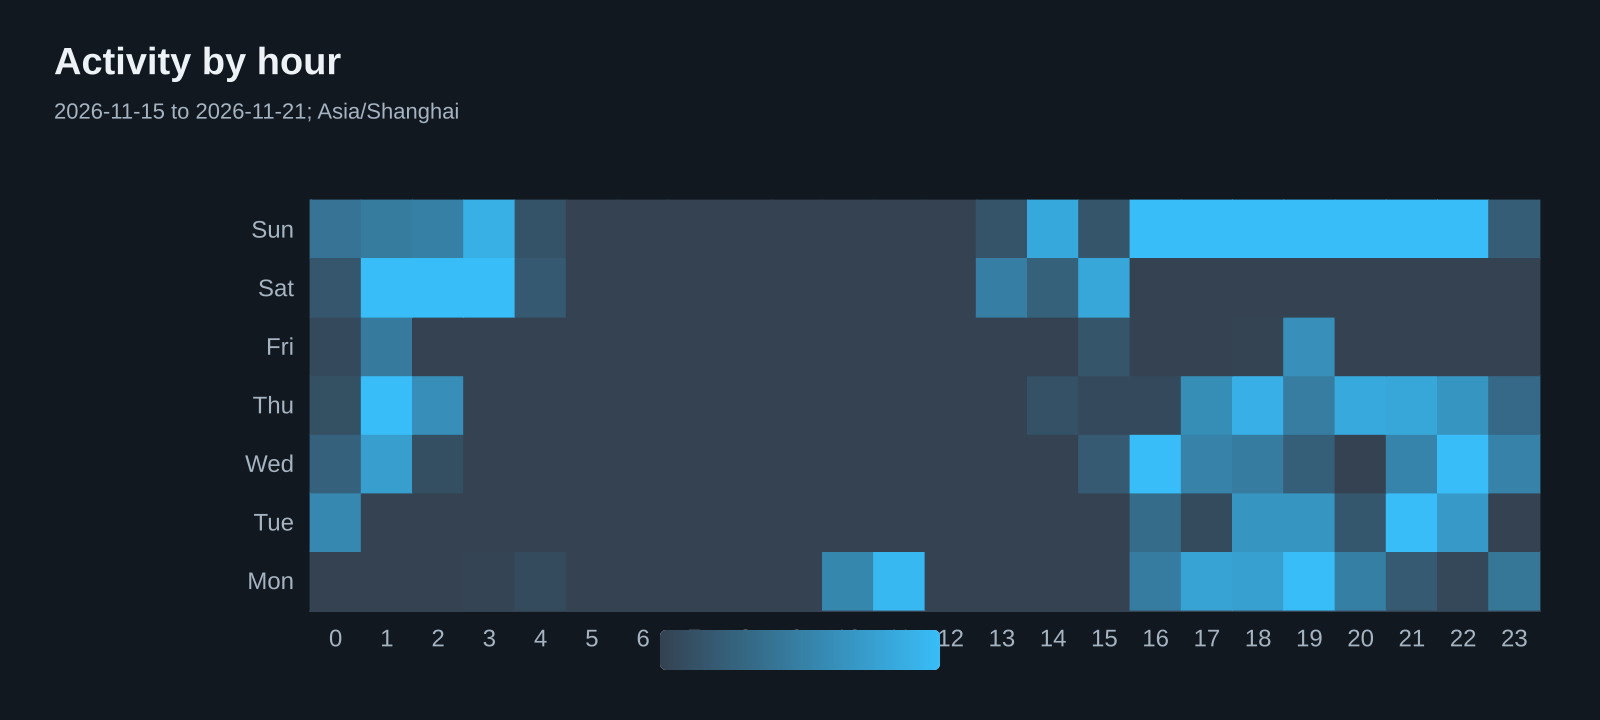 Activity by hour
2026-11-15 to 2026-11-21; Asia/Shanghai
Sun
Sat
Fri
Thu
Wed
Tue
Mon
0 1 2 3 4 5 6 12 13 14 15 16 17 18 19 20 21 22 23